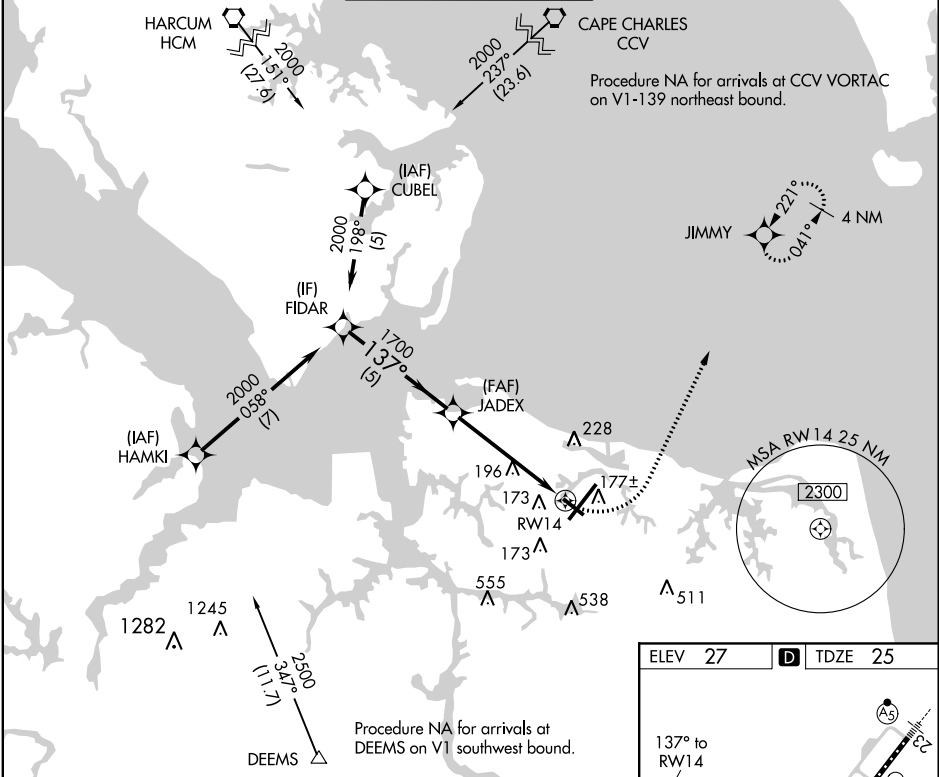 HARCUM
HCM
2000
151°
(27.6)
CAPE CHARLES
CCV
2000
237°
(23.6)
Procedure NA for arrivals at CCV VORTAC
on V1-139 northeast bound.
(IAF)
CUBEL
2000
198°
(5)
JIMMY
221°
041°
4 NM
(IF)
FIDAR
1700
137°
(5)
2000
058°
(7)
(IAF)
HAMKI
(FAF)
JADEX
228
196
173
177±
RW14
173
MSA RW14 25 NM
2300
555
538
511
1282
1245
2500
347°
(11.7)
DEEMS
Procedure NA for arrivals at
DEEMS on V1 southwest bound.
ELEV 27
D
TDZE 25
A5
23
137° to
RW14